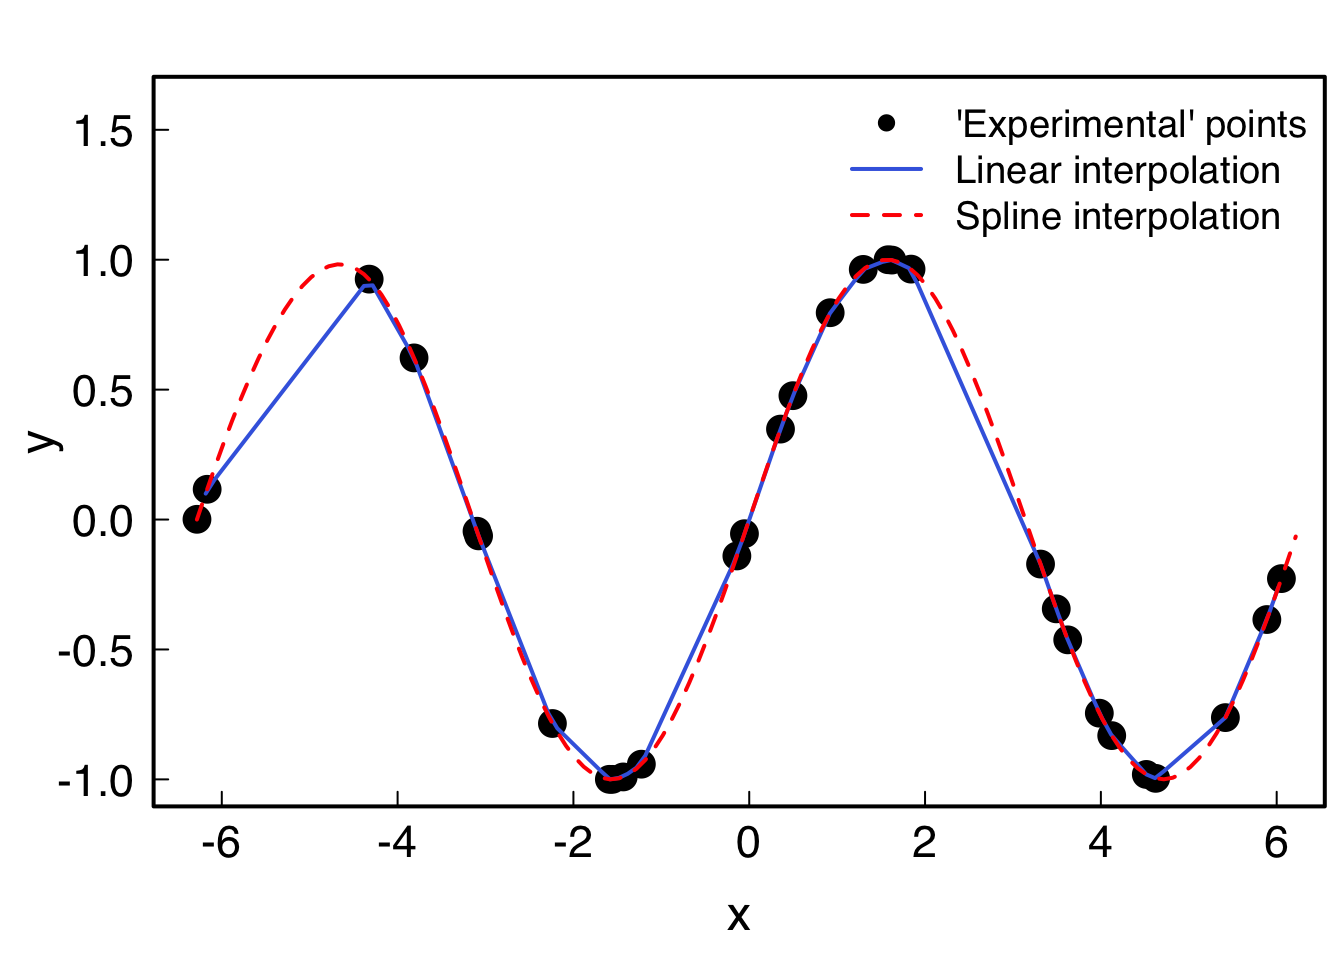 'Experimental' points
Linear interpolation
Spline interpolation
1.5
1.0
0.5
0.0
-0.5
-1.0
y
-6 -4 -2 0 2 4 6
x